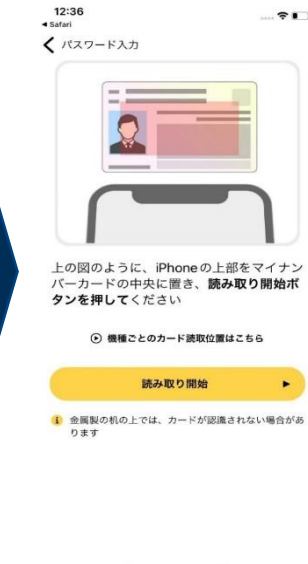 12:36
◀ Safari
パスワード入力
上の図のように、iPhoneの上部をマイナン
バーカードの中央に置き、読み取り開始ボ
タンを押してください
機種ごとのカード読取位置はこちら
読み取り開始
金属製の机の上では、カードが認識されない場合があ
ります